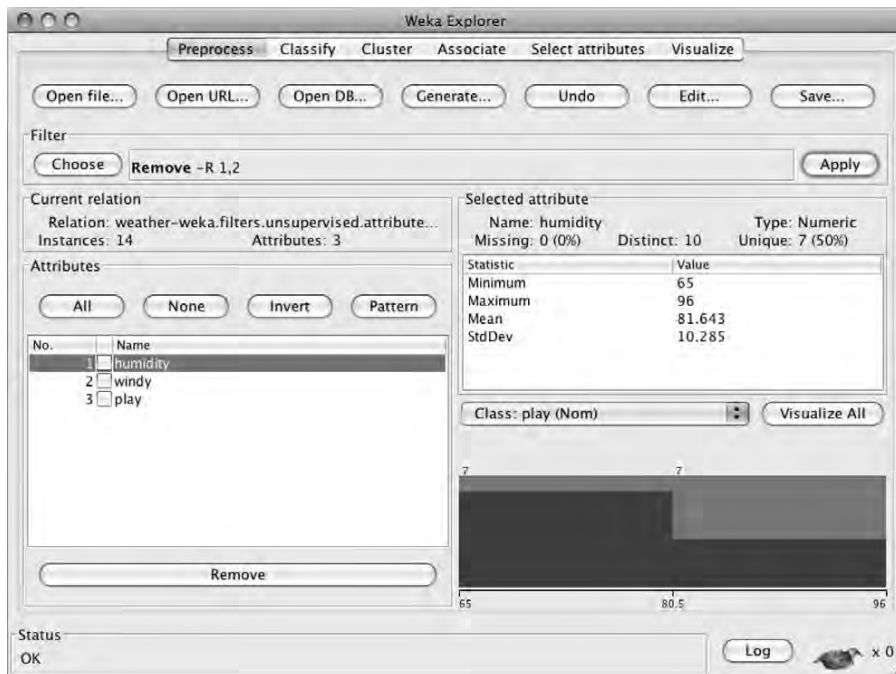 Weka Explorer
Preprocess Classify Cluster Associate Select attributes Visualize
Open file... Open URL... Open DB... Generate... Undo Edit... Save...
Filter
Choose Remove -R 1,2 Apply
Current relation
Relation: weather-weka.filters.unsupervised.attribute...
Instances: 14 Attributes: 3
Attributes
All None Invert Pattern
No. Name
1 humidity
2 windy
3 play
Remove
Selected attribute
Name: humidity Type: Numeric
Missing: 0 (0%) Distinct: 10 Unique: 7 (50%)
Statistic Value
Minimum 65
Maximum 96
Mean 81.643
StdDev 10.285
Class: play (Nom) Visualize All
7 7
65 80.5 96
Status
OK
Log x 0